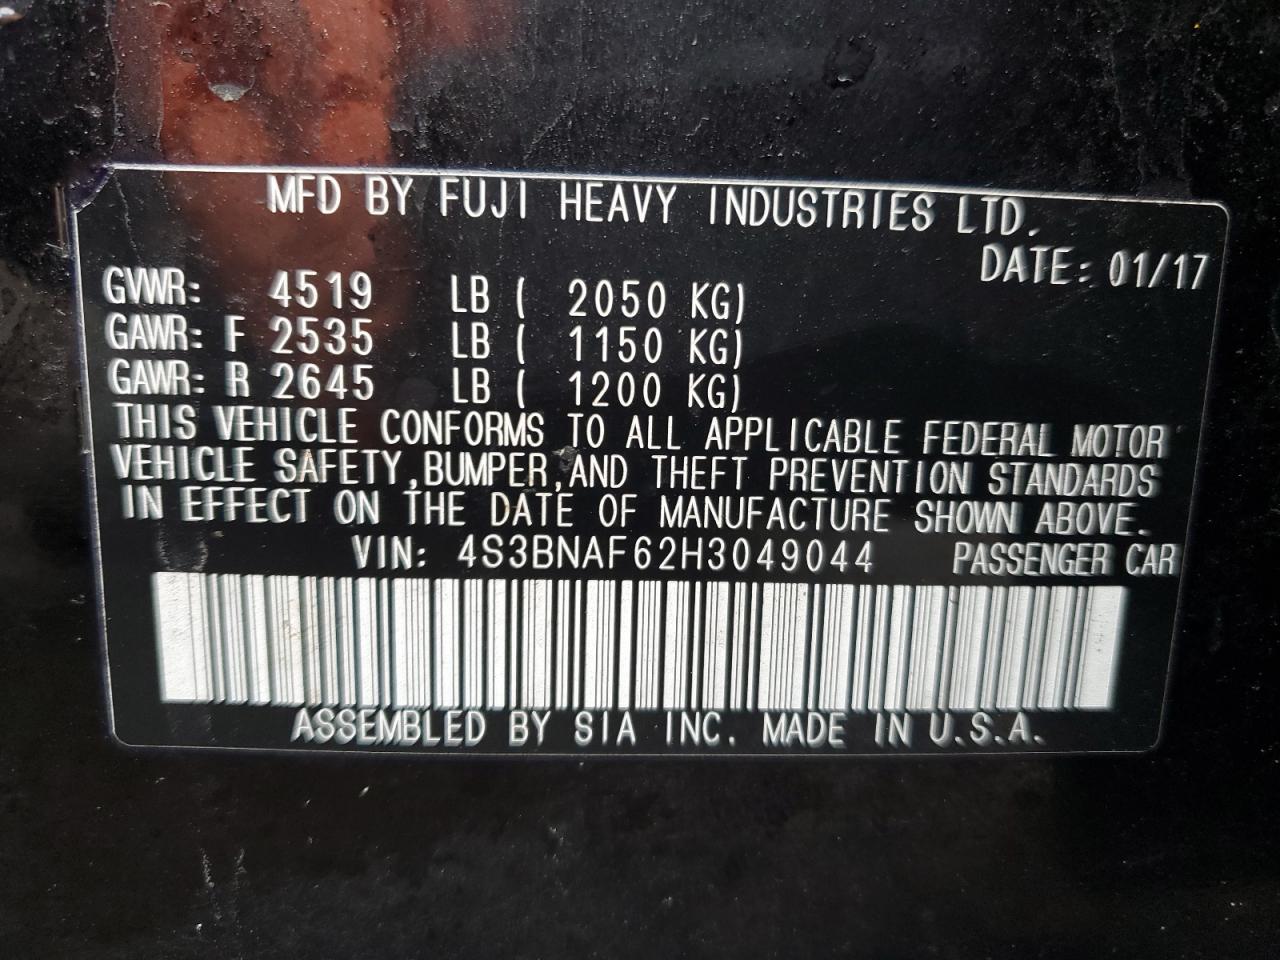 MFD BY FUJI HEAVY INDUSTRIES LTD.
DATE: 01/17
GVWR: 4519 LB ( 2050 KG)
GAWR: F 2535 LB ( 1150 KG)
GAWR: R 2645 LB ( 1200 KG)
THIS VEHICLE CONFORMS TO ALL APPLICABLE FEDERAL MOTOR
VEHICLE SAFETY,BUMPER,AND THEFT PREVENTION STANDARDS
IN EFFECT ON THE DATE OF MANUFACTURE SHOWN ABOVE.
VIN: 4S3BNAF62H3049044 PASSENGER CAR
ASSEMBLED BY SIA INC. MADE IN U.S.A.